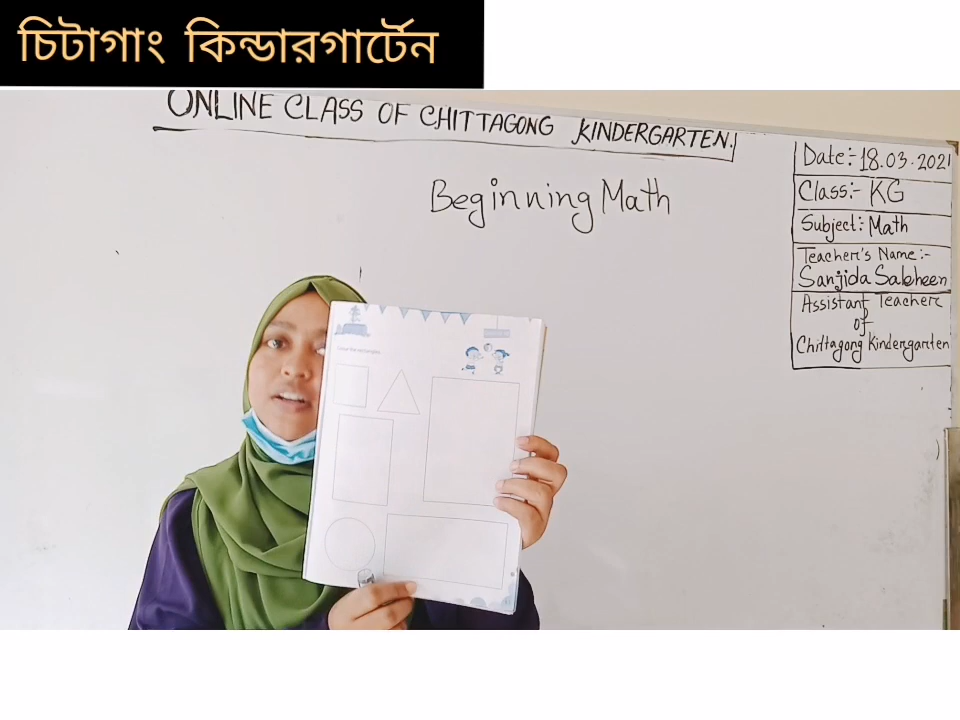 চিটাগাং কিন্ডারগার্টেন
ONLINE CLASS OF CHITTAGONG KINDERGARTEN.
Beginning Math
Date:-18.03.2021
Class:- KG
Subject:- Math
Teacher's Name:-
Sanjida Sabheen
Assistant Teacher
of
Chittagong Kindergarten